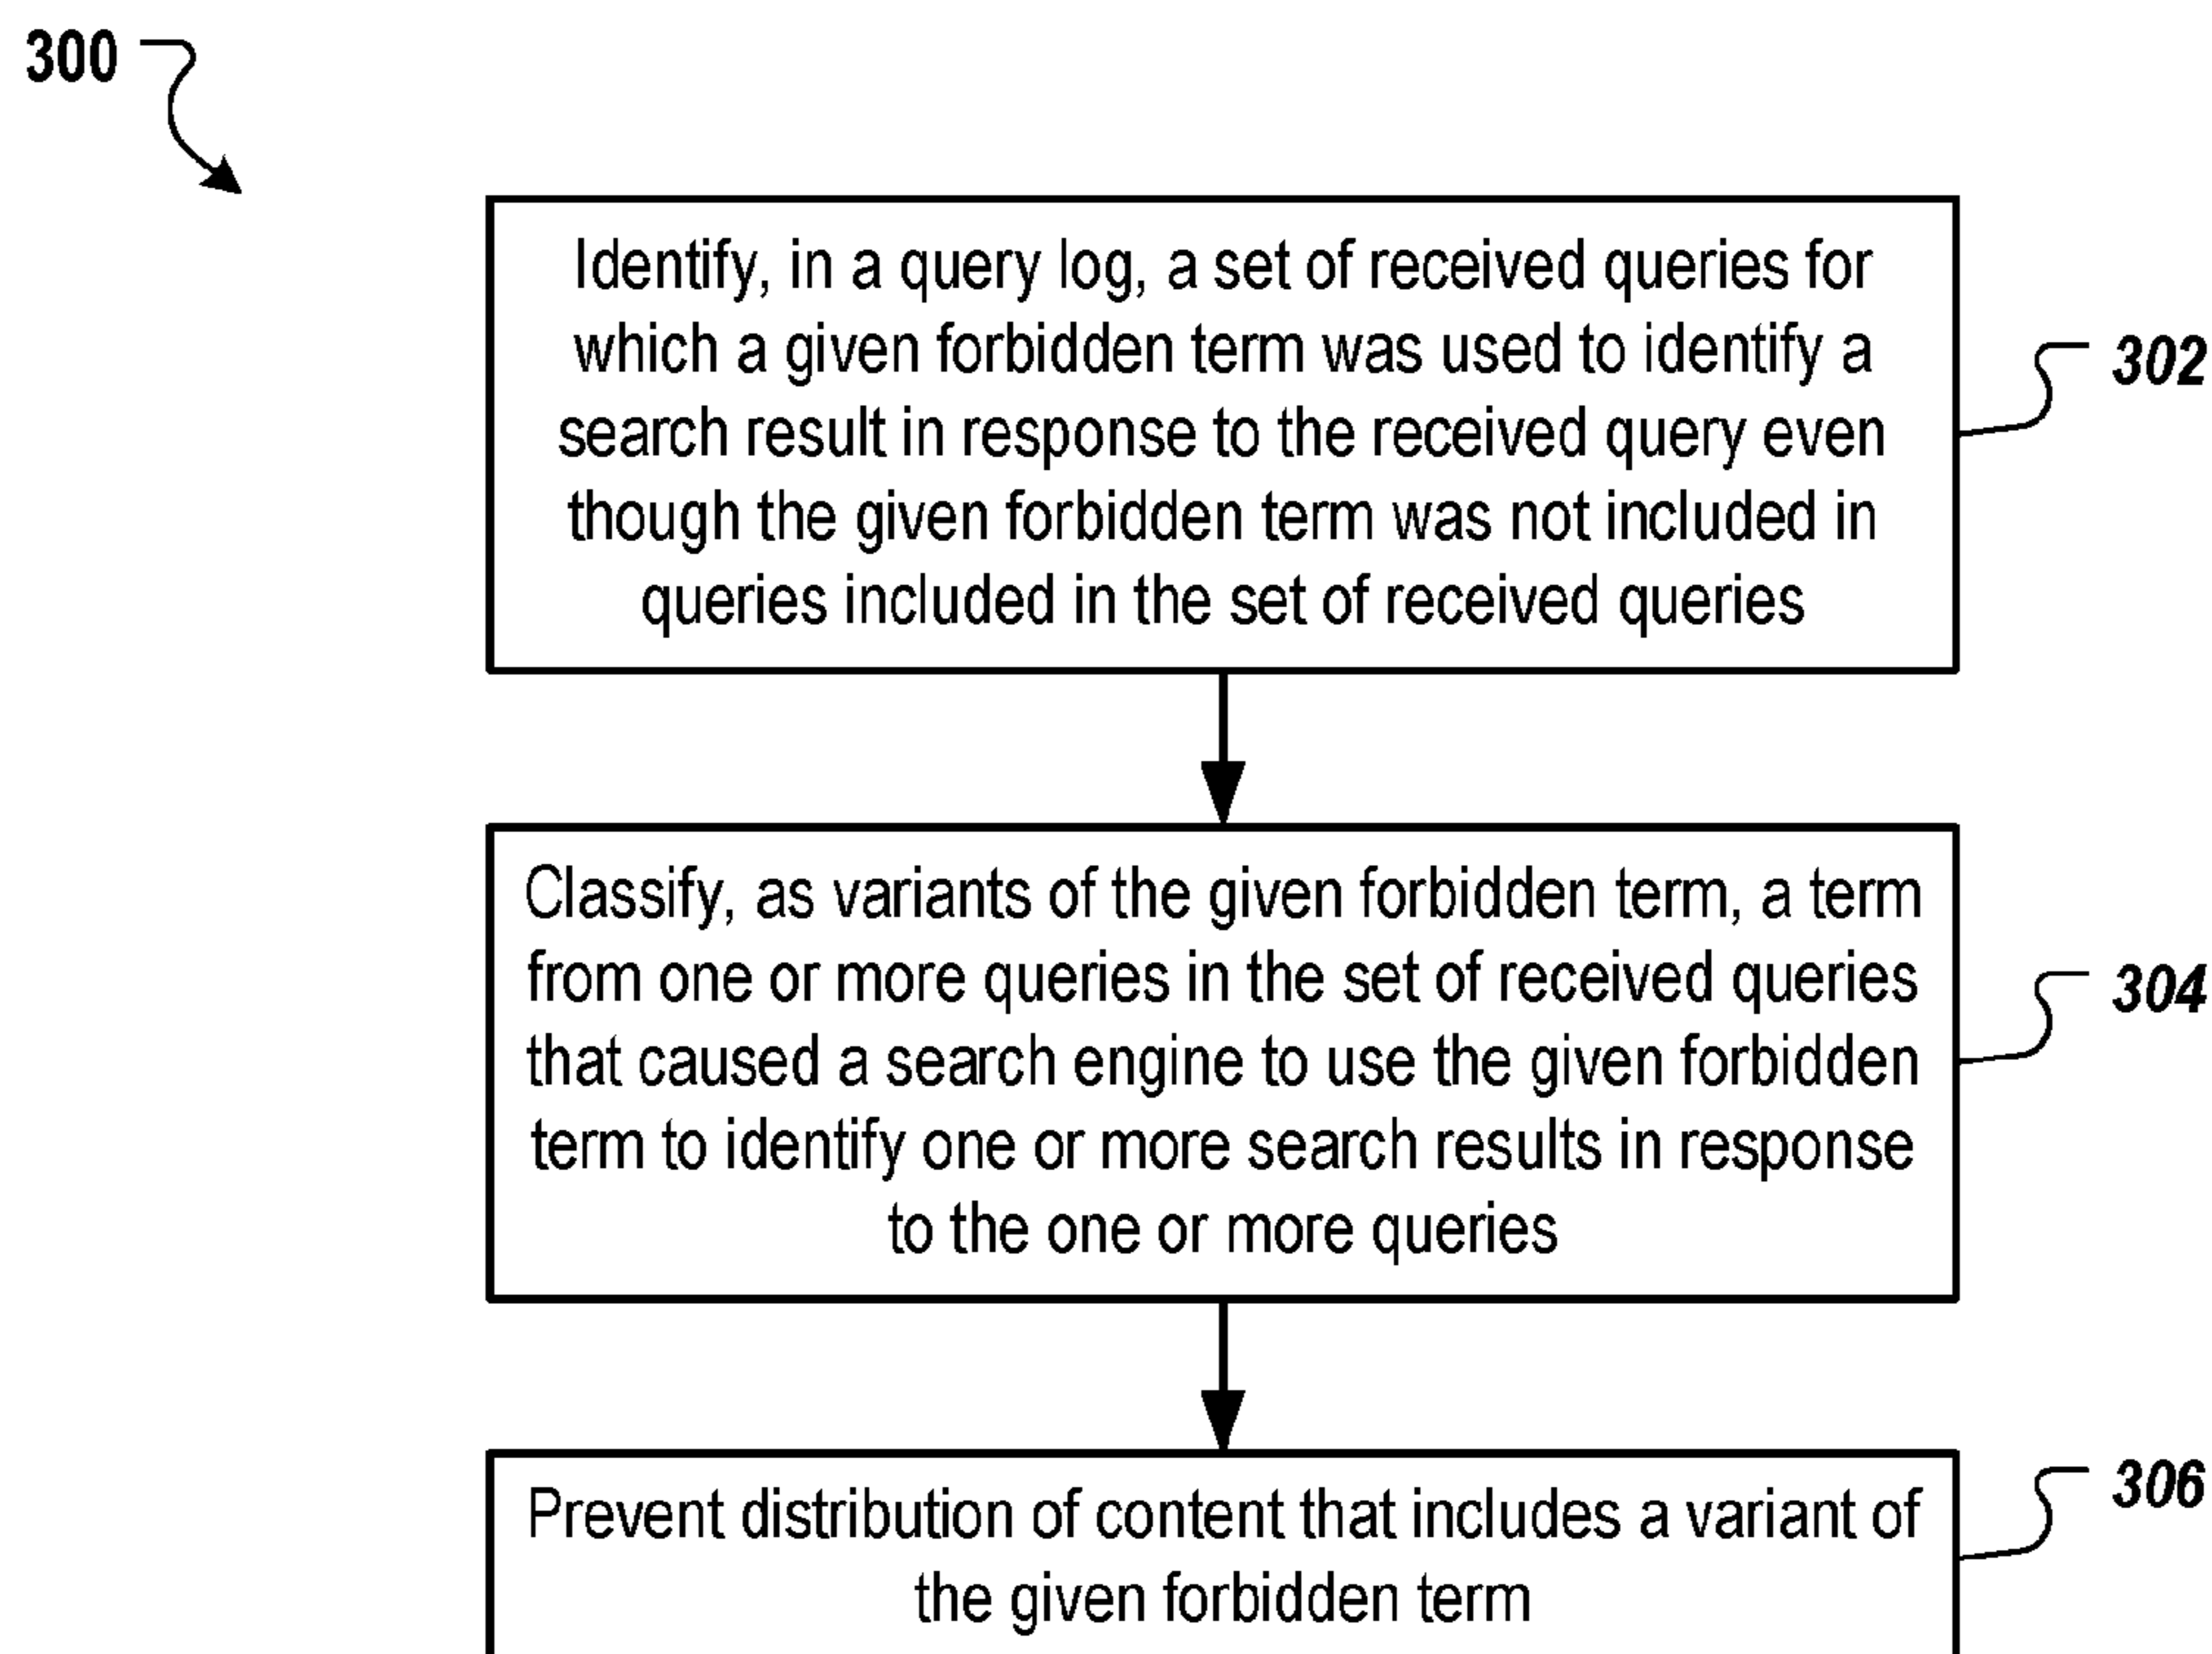 300
Identify, in a query log, a set of received queries for
which a given forbidden term was used to identify a
search result in response to the received query even
though the given forbidden term was not included in
queries included in the set of received queries
302
Classify, as variants of the given forbidden term, a term
from one or more queries in the set of received queries
that caused a search engine to use the given forbidden
term to identify one or more search results in response
to the one or more queries
304
Prevent distribution of content that includes a variant of
the given forbidden term
306